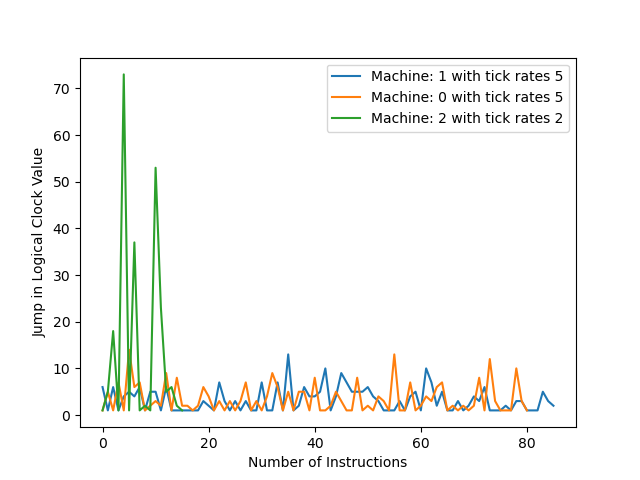 Machine: 1 with tick rates 5
Machine: 0 with tick rates 5
Machine: 2 with tick rates 2
Jump in Logical Clock Value
70
60
50
40
30
20
10
0
0 20 40 60 80
Number of Instructions